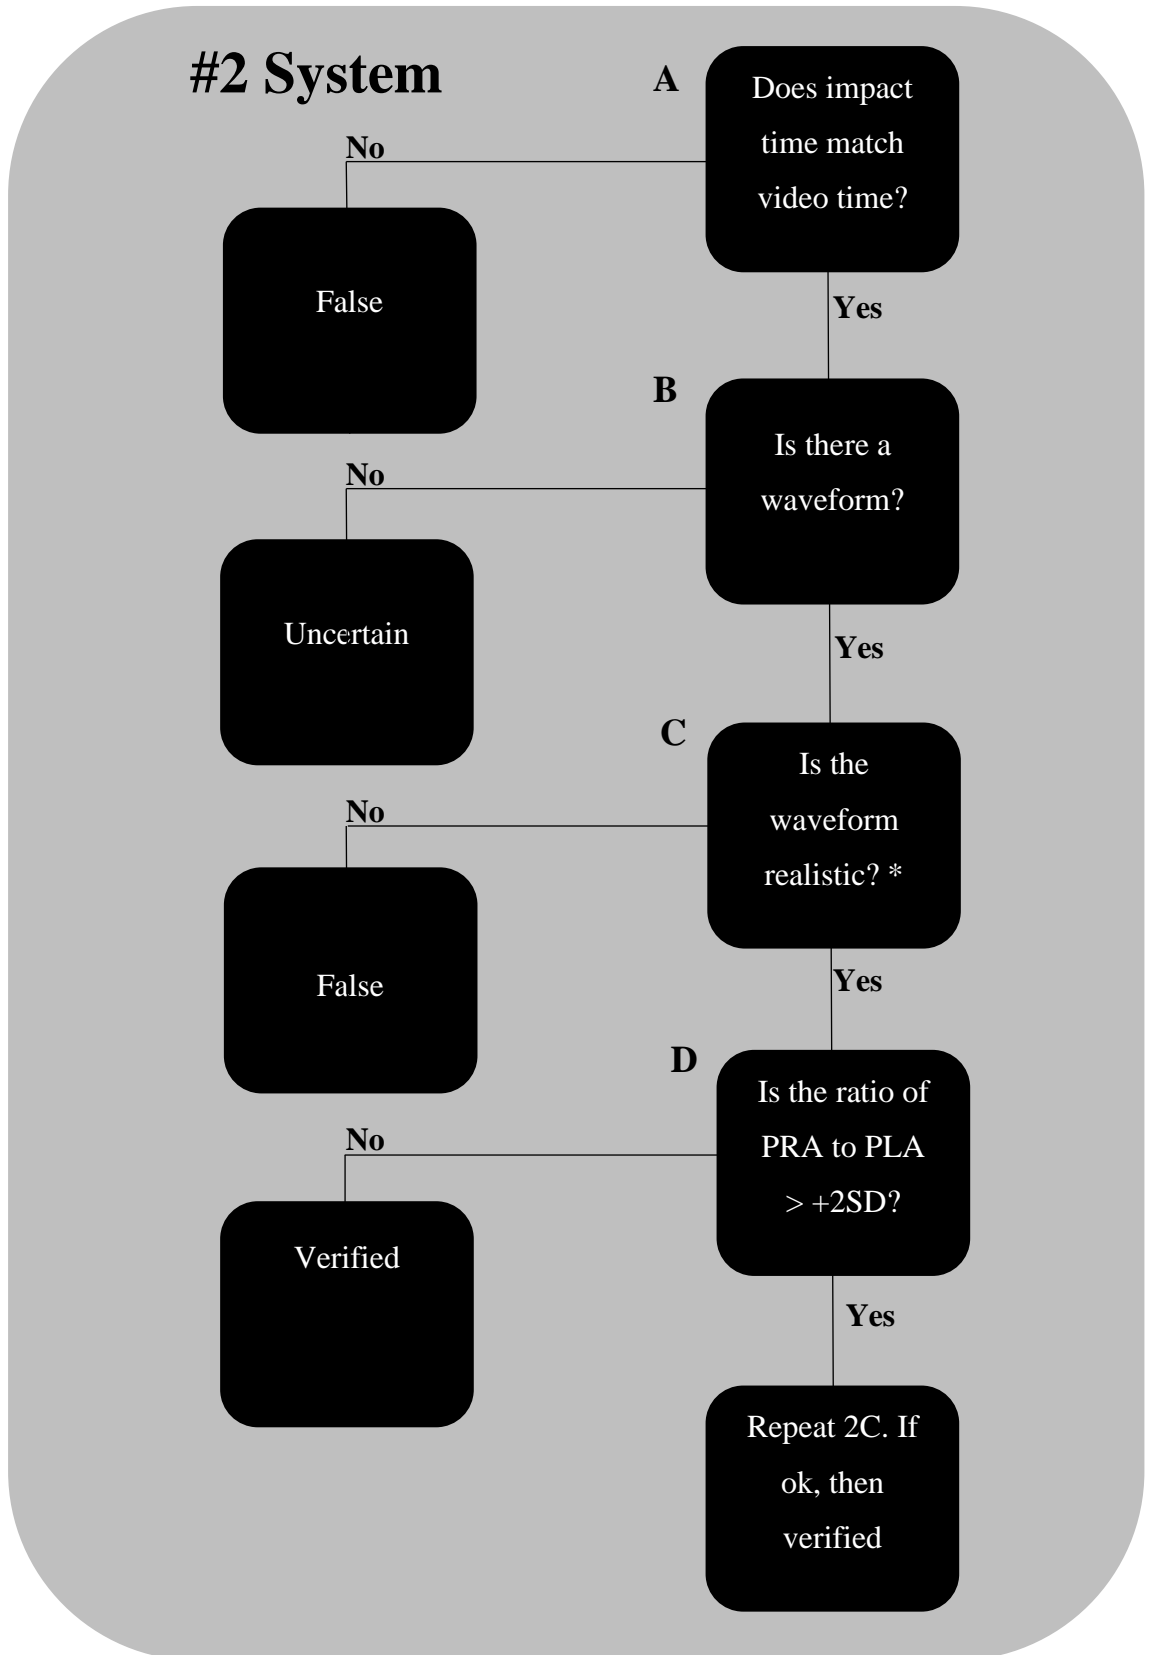 #2 System
A
Does impact
time match
video time?
No
False
Yes
B
Is there a
waveform?
No
Uncertain
Yes
C
Is the
waveform
realistic? *
No
False
Yes
D
Is the ratio of
PRA to PLA
> +2SD?
No
Verified
Yes
Repeat 2C. If
ok, then
verified